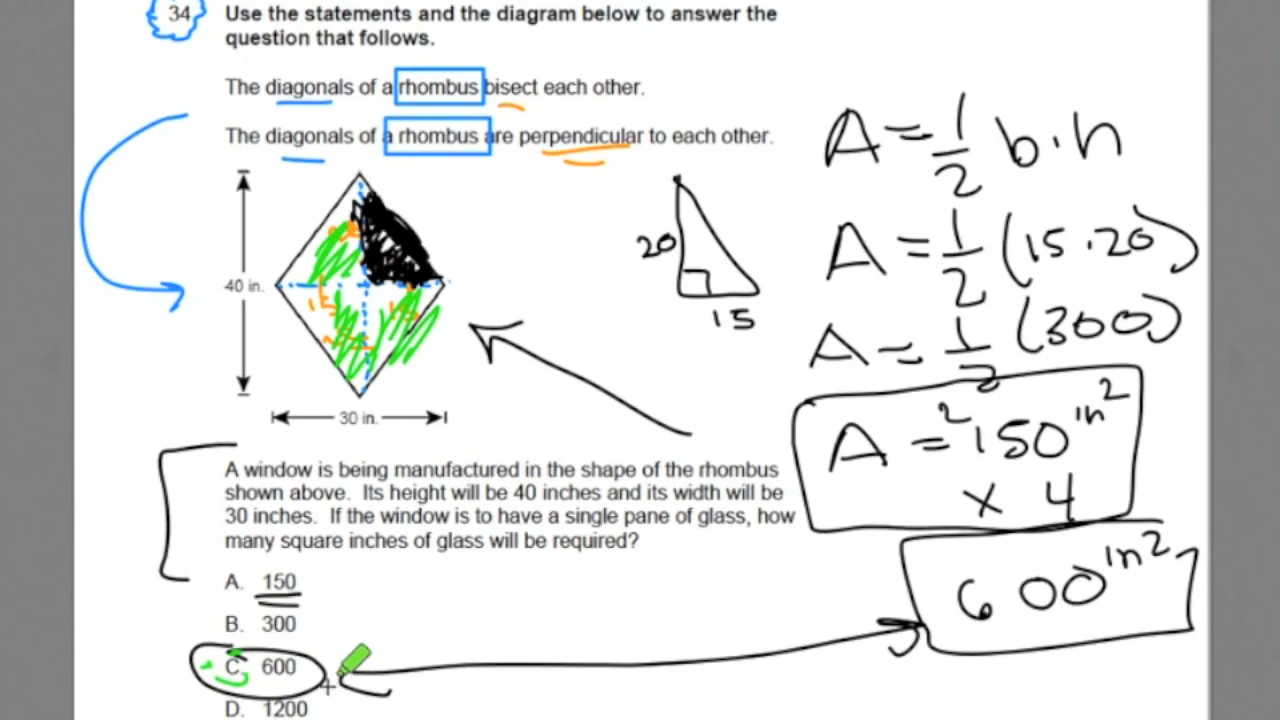 34 Use the statements and the diagram below to answer the
question that follows.
The diagonals of a rhombus bisect each other.
The diagonals of a rhombus are perpendicular to each other.
40 in.
30 in.
20
15
A = 1/2 b·h
A = 1/2 (15·20)
A = 1/2 (300)
A = 150 in²
x 4
600 in²
A window is being manufactured in the shape of the rhombus
shown above. Its height will be 40 inches and its width will be
30 inches. If the window is to have a single pane of glass, how
many square inches of glass will be required?
A. 150
B. 300
C. 600
D. 1200